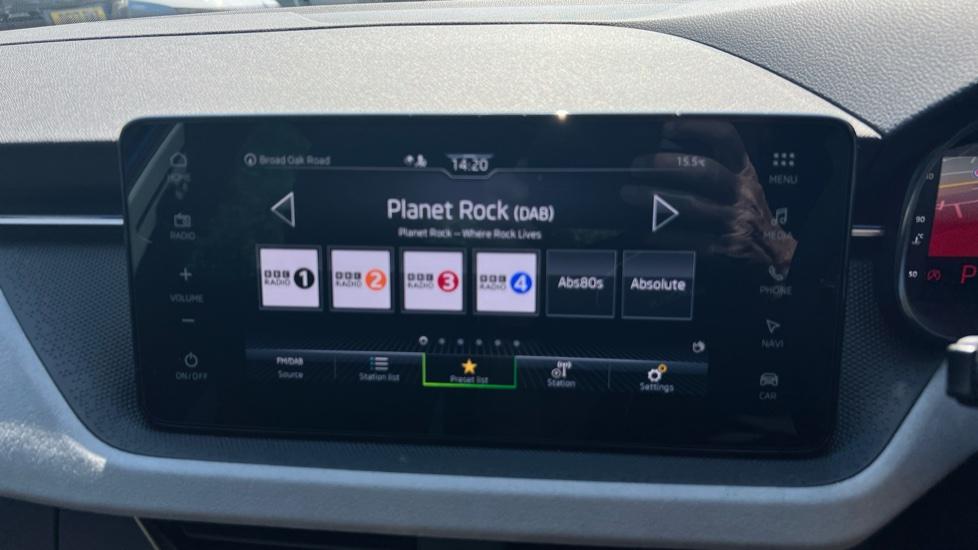 Broad Oak Road 14:20 15.5°C
HOME
MENU
Planet Rock (DAB)
Planet Rock – Where Rock Lives
RADIO
MEDIA
BBC RADIO 1
BBC RADIO 2
BBC RADIO 3
BBC RADIO 4
Abs80s
Absolute
+
VOLUME
−
PHONE
NAVI
FM/DAB
Source
Station list
Preset list
Station
Settings
ON/OFF
CAR
90
°C
50
P